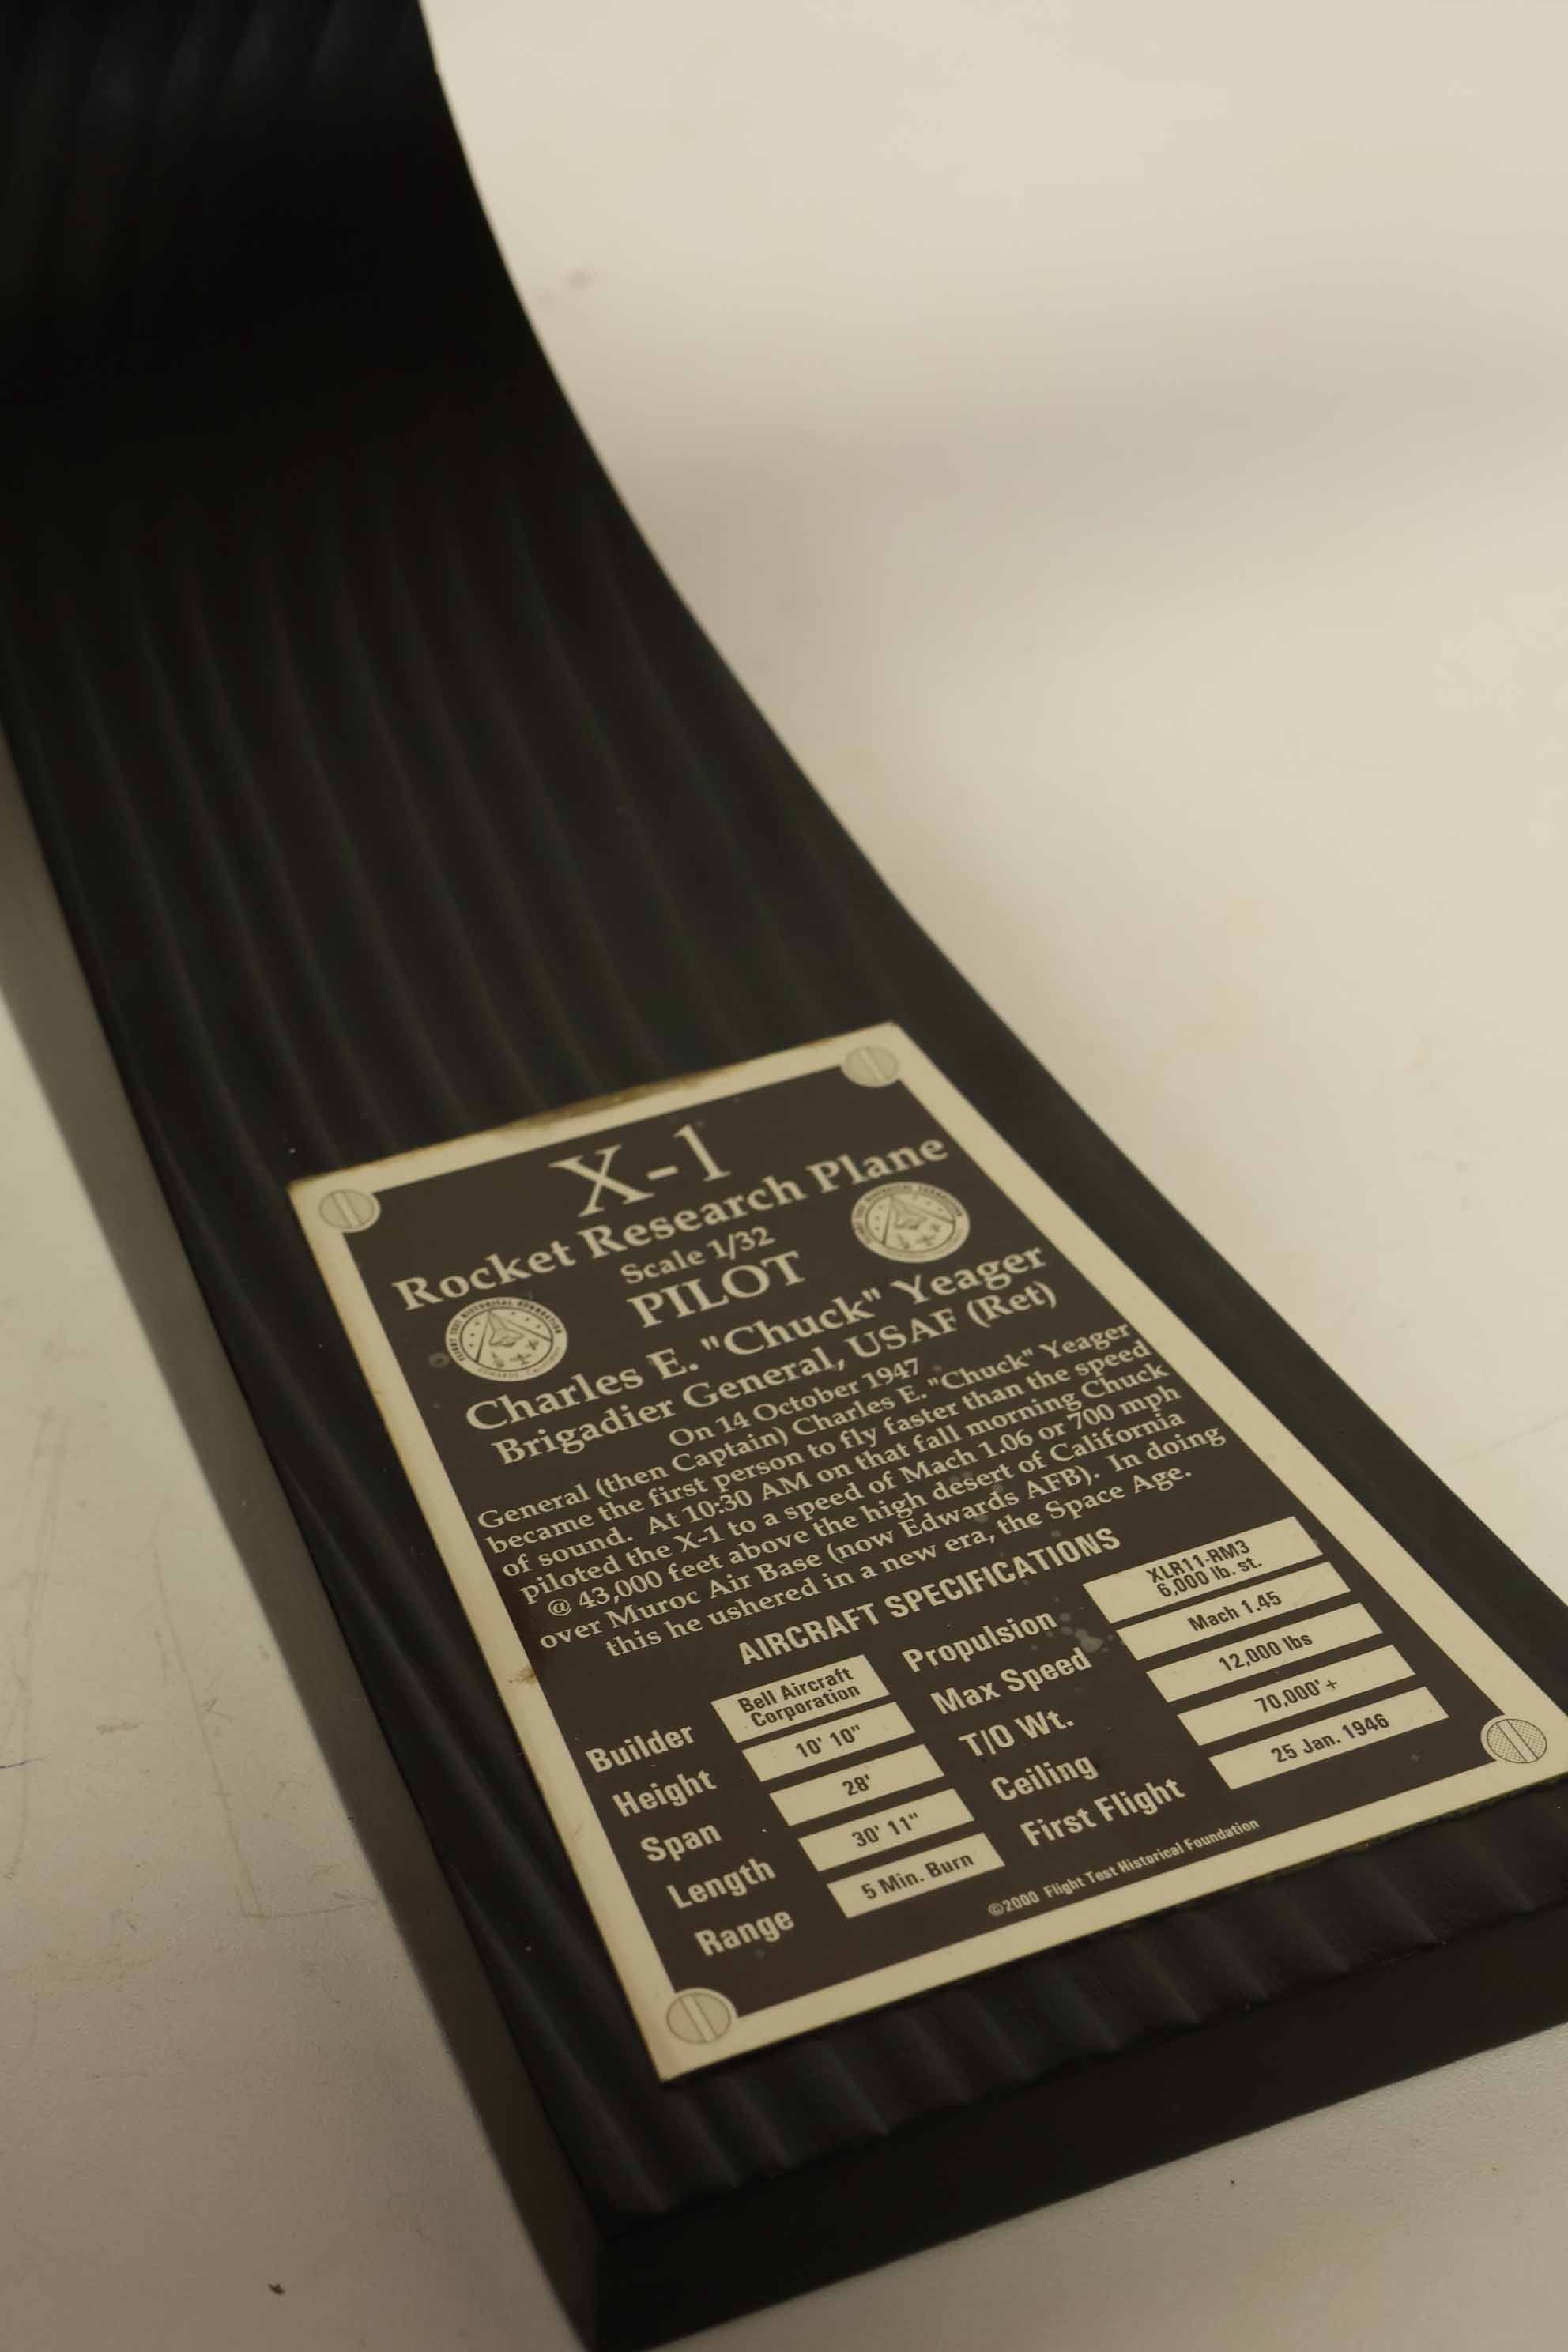 X-1
Rocket Research Plane
Scale 1/32
PILOT
Charles E. "Chuck" Yeager
Brigadier General, USAF (Ret)
On 14 October 1947
General (then Captain) Charles E. "Chuck" Yeager
became the first person to fly faster than the speed
of sound. At 10:30 AM on that fall morning Chuck
piloted the X-1 to a speed of Mach 1.06 or 700 mph
@ 43,000 feet above the high desert of California
over Muroc Air Base (now Edwards AFB). In doing
this he ushered in a new era, the Space Age.
AIRCRAFT SPECIFICATIONS
Builder Bell Aircraft Corporation
Height 10' 10"
Span 28'
Length 30' 11"
Range 5 Min. Burn
Propulsion XLR11-RM3 6,000 lb. st.
Max Speed Mach 1.45
T/O Wt. 12,000 lbs
Ceiling 70,000' +
First Flight 25 Jan. 1946
©2000 Flight Test Historical Foundation
FLIGHT TEST HISTORICAL FOUNDATION